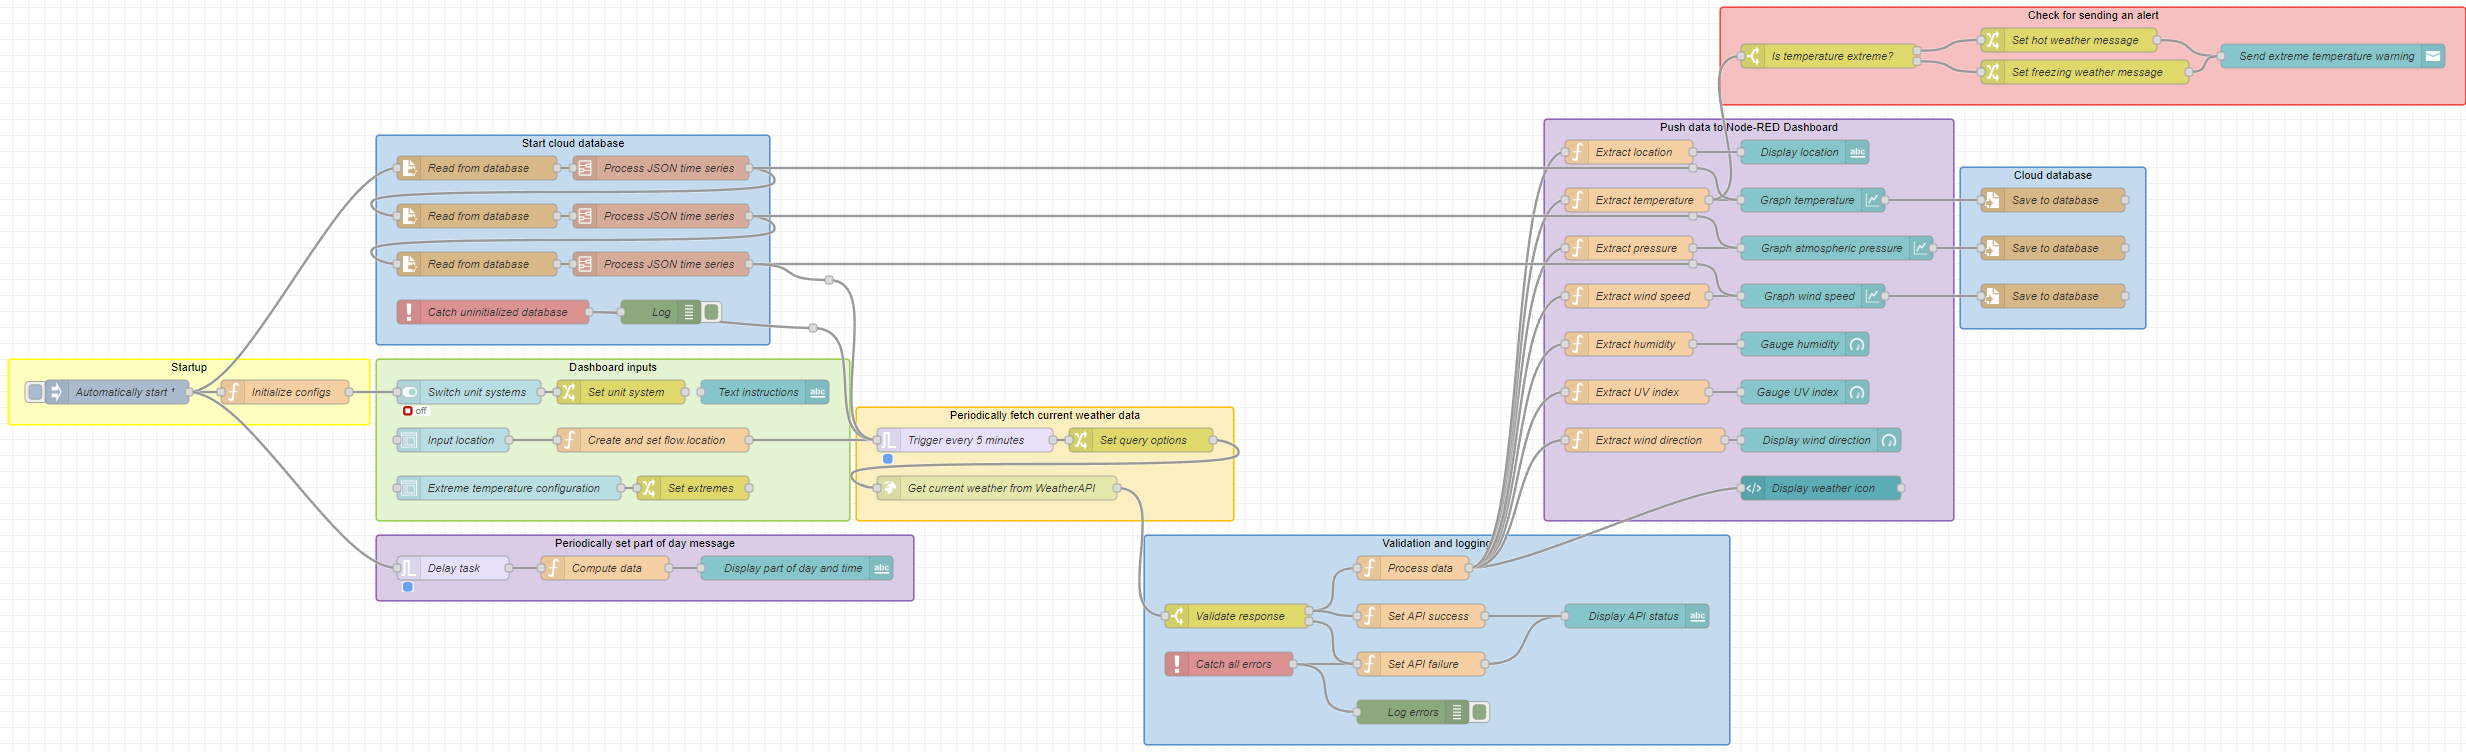 Check for sending an alert
Is temperature extreme?
Set hot weather message
Set freezing weather message
Send extreme temperature warning
Start cloud database
Read from database
Process JSON time series
Read from database
Process JSON time series
Read from database
Process JSON time series
Catch uninitialized database
Log
Push data to Node-RED Dashboard
Extract location
Display location
abc
Extract temperature
Graph temperature
Extract pressure
Graph atmospheric pressure
Extract wind speed
Graph wind speed
Extract humidity
Gauge humidity
Extract UV index
Gauge UV index
Extract wind direction
Display wind direction
Display weather icon
Cloud database
Save to database
Save to database
Save to database
Startup
Automatically start ¹
Initialize configs
Dashboard inputs
Switch unit systems
off
Set unit system
Text instructions
abc
Input location
Create and set flow.location
Extreme temperature configuration
Set extremes
Periodically fetch current weather data
Trigger every 5 minutes
Set query options
Get current weather from WeatherAPI
Periodically set part of day message
Delay task
Compute data
Display part of day and time
abc
Validation and logging
Process data
Validate response
Set API success
Display API status
abc
Catch all errors
Set API failure
Log errors